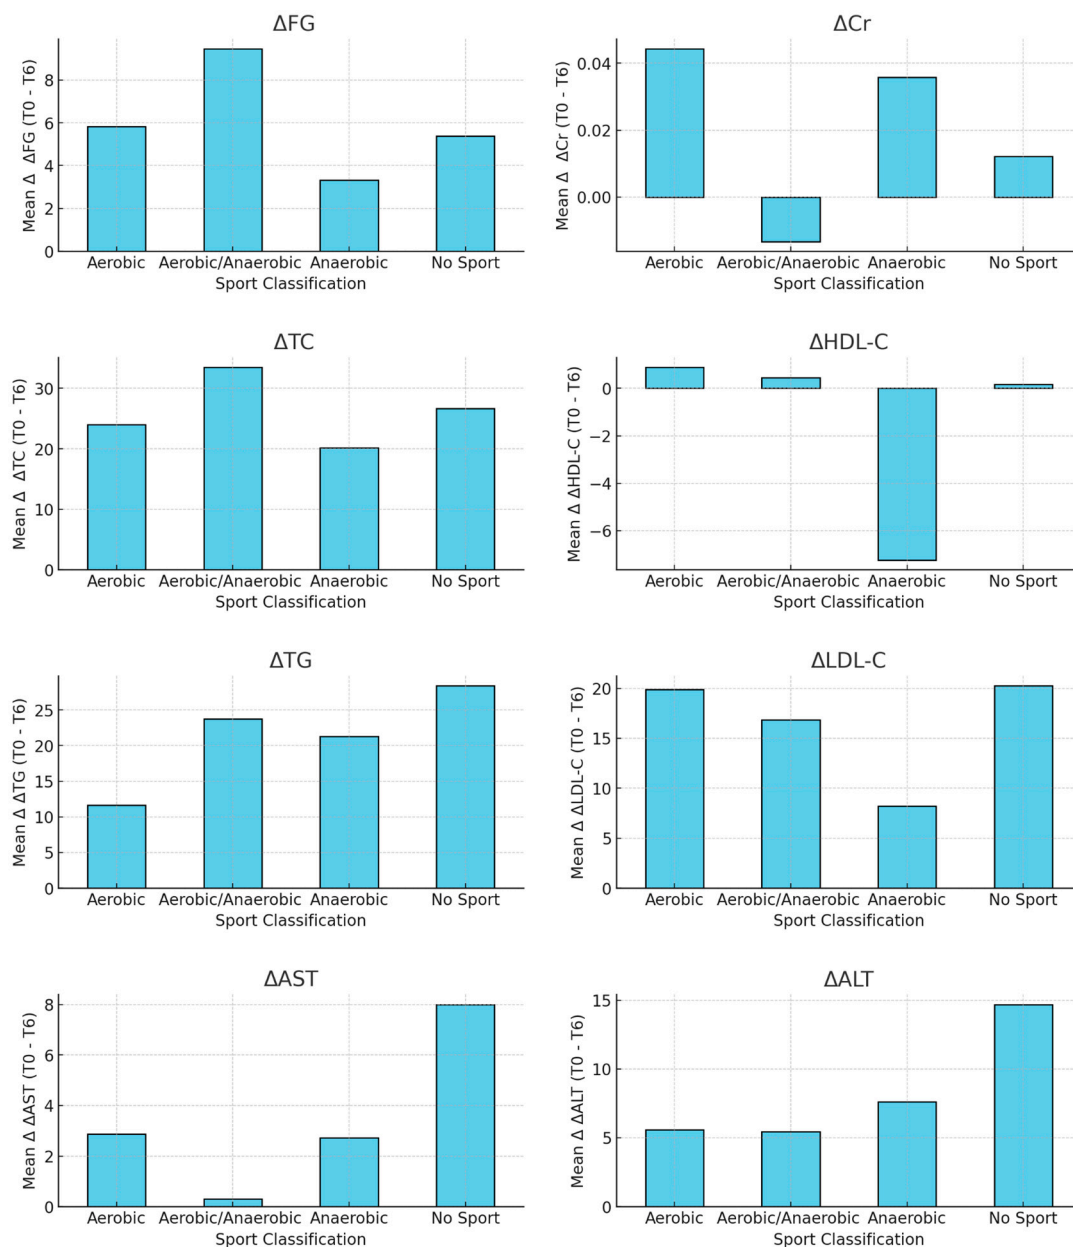 ΔFG
Mean Δ ΔFG (T0 - T6)
8
6
4
2
0
Aerobic Aerobic/Anaerobic Anaerobic No Sport
Sport Classification
ΔCr
Mean Δ ΔCr (T0 - T6)
0.04
0.02
0.00
Aerobic Aerobic/Anaerobic Anaerobic No Sport
Sport Classification
ΔTC
Mean Δ ΔTC (T0 - T6)
30
20
10
0
Aerobic Aerobic/Anaerobic Anaerobic No Sport
Sport Classification
ΔHDL-C
Mean Δ ΔHDL-C (T0 - T6)
0
−2
−4
−6
Aerobic Aerobic/Anaerobic Anaerobic No Sport
Sport Classification
ΔTG
Mean Δ ΔTG (T0 - T6)
25
20
15
10
5
0
Aerobic Aerobic/Anaerobic Anaerobic No Sport
Sport Classification
ΔLDL-C
Mean Δ ΔLDL-C (T0 - T6)
20
15
10
5
0
Aerobic Aerobic/Anaerobic Anaerobic No Sport
Sport Classification
ΔAST
Mean Δ ΔAST (T0 - T6)
8
6
4
2
0
Aerobic Aerobic/Anaerobic Anaerobic No Sport
Sport Classification
ΔALT
Mean Δ ΔALT (T0 - T6)
15
10
5
0
Aerobic Aerobic/Anaerobic Anaerobic No Sport
Sport Classification